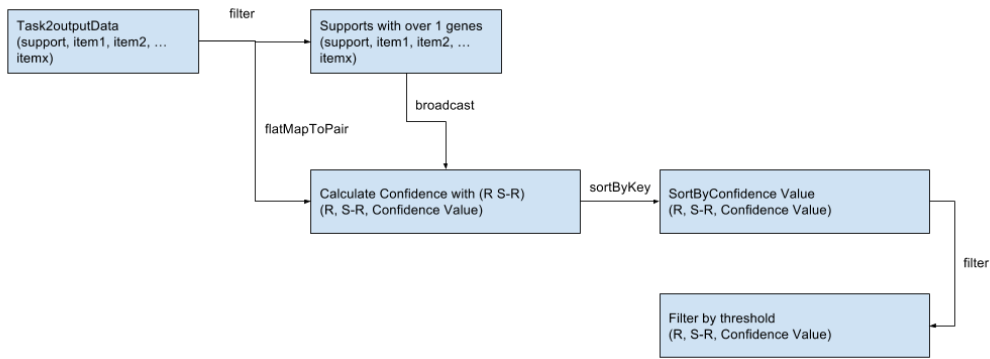 Task2outputData
(support, item1, item2, …
itemx)
filter
Supports with over 1 genes
(support, item1, item2, …
itemx)
broadcast
flatMapToPair
Calculate Confidence with (R S-R)
(R, S-R, Confidence Value)
sortByKey
SortByConfidence Value
(R, S-R, Confidence Value)
filter
Filter by threshold
(R, S-R, Confidence Value)